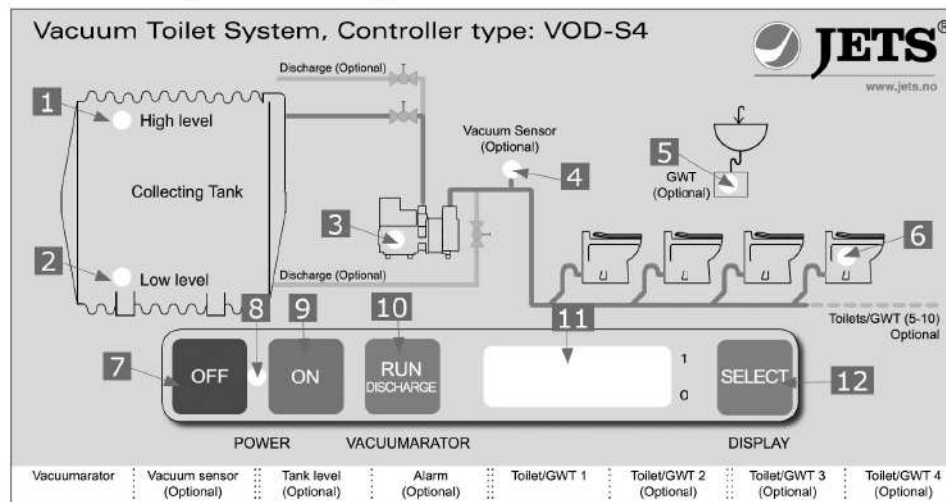 Vacuum Toilet System, Controller type: VOD-S4
JETS®
www.jets.no
Discharge (Optional)
1
High level
Vacuum Sensor
(Optional)
4
5
GWT
(Optional)
Collecting Tank
3
6
2
Low level
Discharge (Optional)
8
9
10
11
Toilets/GWT (5-10)
Optional
7
OFF
ON
RUN
DISCHARGE
1
0
SELECT
12
POWER
VACUUMARATOR
DISPLAY
Vacuumarator
Vacuum sensor
(Optional)
Tank level
(Optional)
Alarm
(Optional)
Toilet/GWT 1
Toilet/GWT 2
(Optional)
Toilet/GWT 3
(Optional)
Toilet/GWT 4
(Optional)